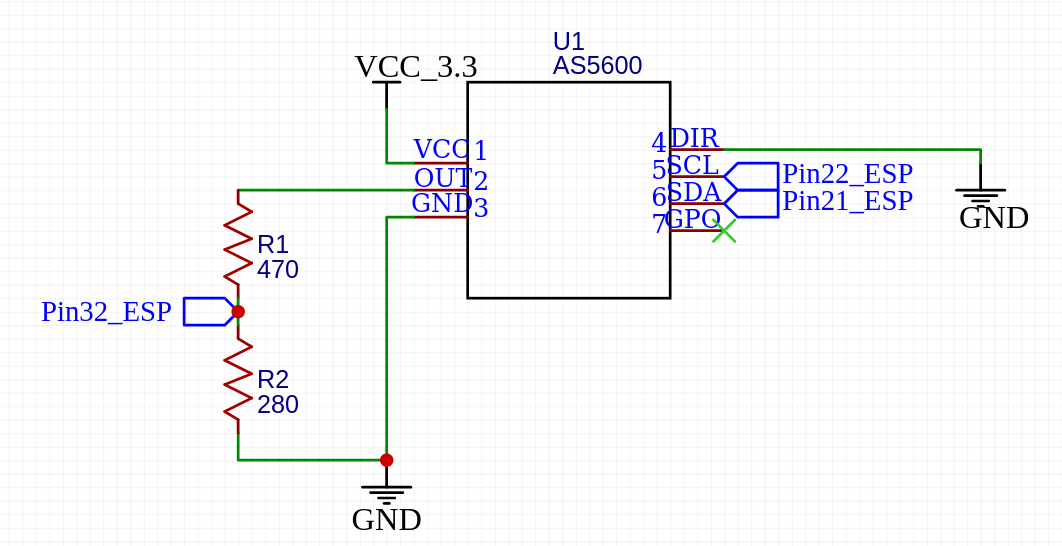 U1
AS5600
VCC_3.3
VCC 1
OUT 2
GND 3
4 DIR
5 SCL
6 SDA
7 GPO
Pin22_ESP
Pin21_ESP
GND
R1
470
Pin32_ESP
R2
280
GND